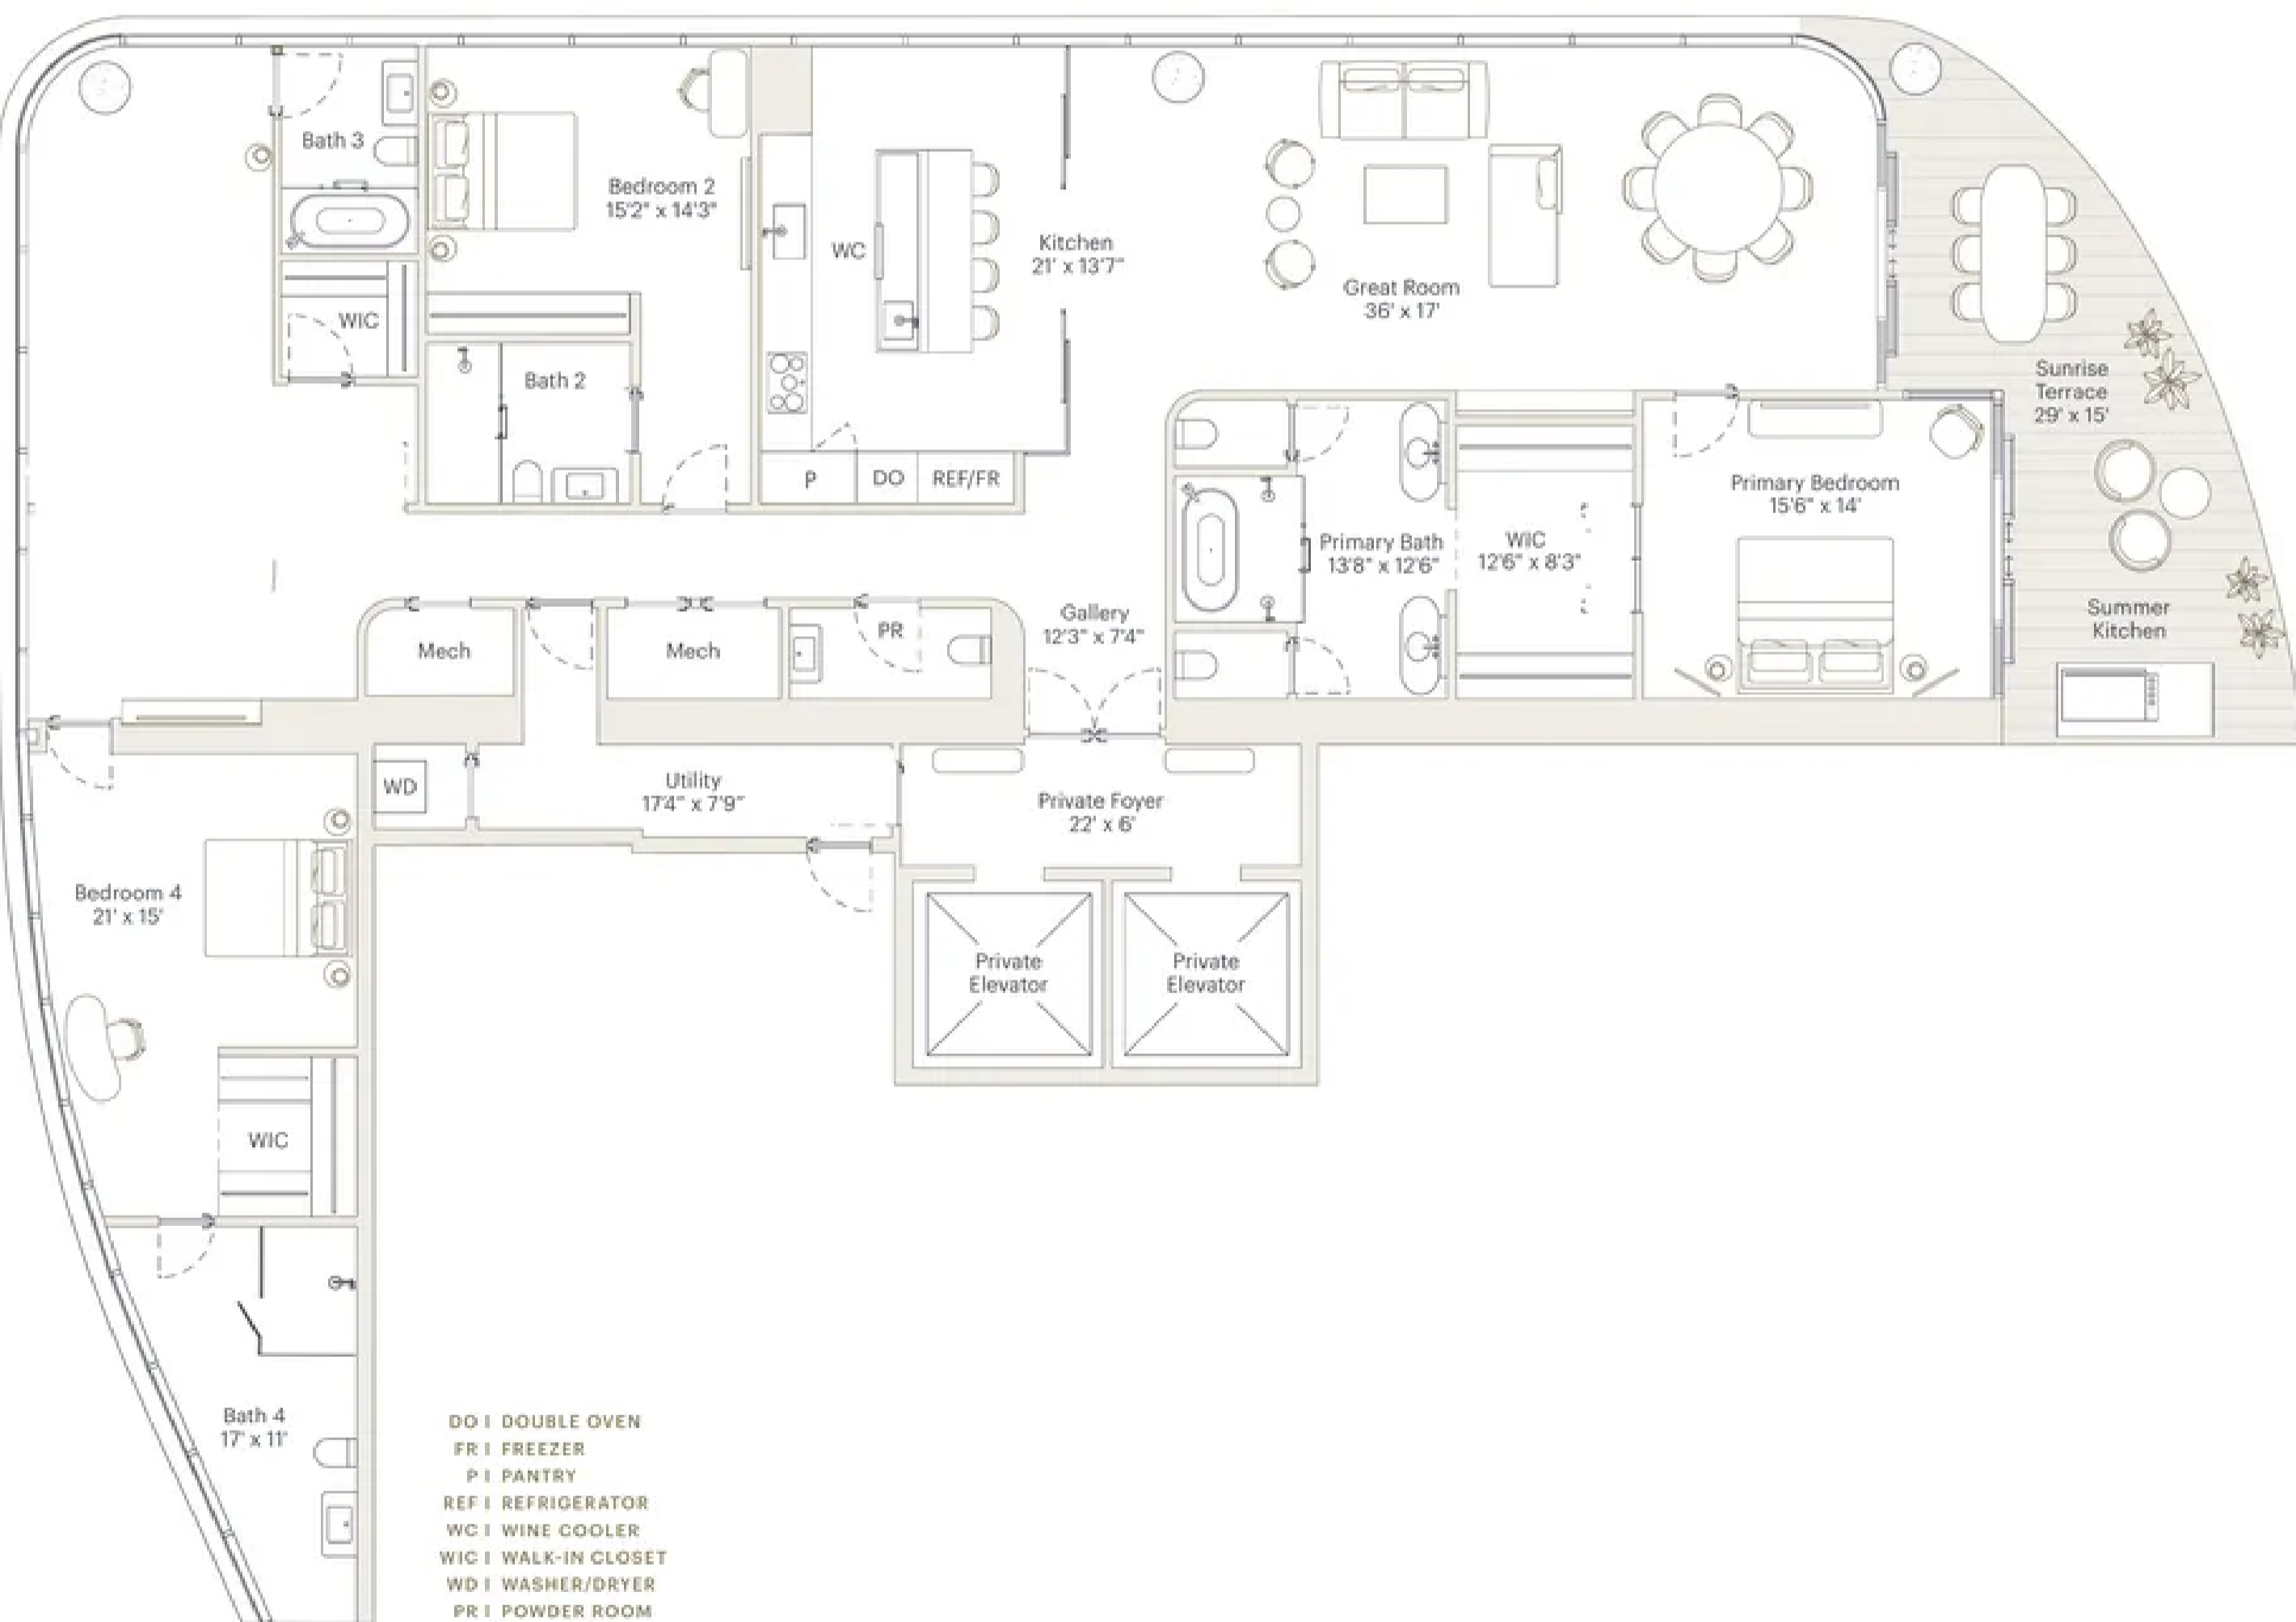 Bath 3
Bedroom 2
15'2" x 14'3"
WC
Kitchen
21' x 13'7"
Great Room
36' x 17'
WIC
Bath 2
Sunrise
Terrace
29' x 15'
P
DO
REF/FR
Primary Bedroom
15'6" x 14'
Primary Bath
13'8" x 12'6"
WIC
12'6" x 8'3"
Gallery
12'3" x 7'4"
Summer
Kitchen
Mech
Mech
PR
WD
Utility
17'4" x 7'9"
Private Foyer
22' x 6'
Bedroom 4
21' x 15'
Private
Elevator
Private
Elevator
WIC
Bath 4
17' x 11'
DO | DOUBLE OVEN
FR | FREEZER
P | PANTRY
REF | REFRIGERATOR
WC | WINE COOLER
WIC | WALK-IN CLOSET
WD | WASHER/DRYER
PR | POWDER ROOM